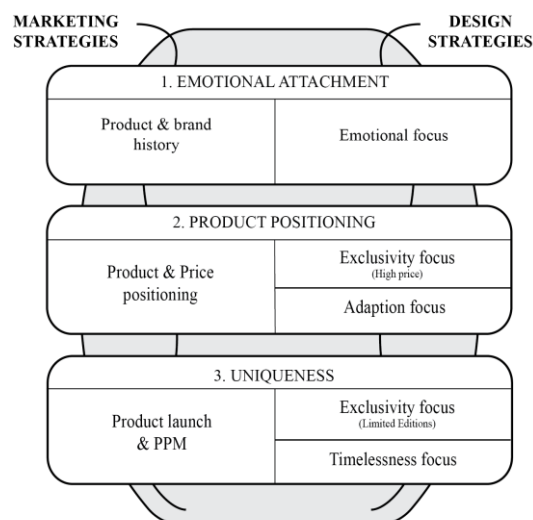 MARKETING
STRATEGIES
DESIGN
STRATEGIES
1. EMOTIONAL ATTACHMENT
Product & brand
history
Emotional focus
2. PRODUCT POSITIONING
Product & Price
positioning
Exclusivity focus
(High price)
Adaption focus
3. UNIQUENESS
Product launch
& PPM
Exclusivity focus
(Limited Editions)
Timelessness focus